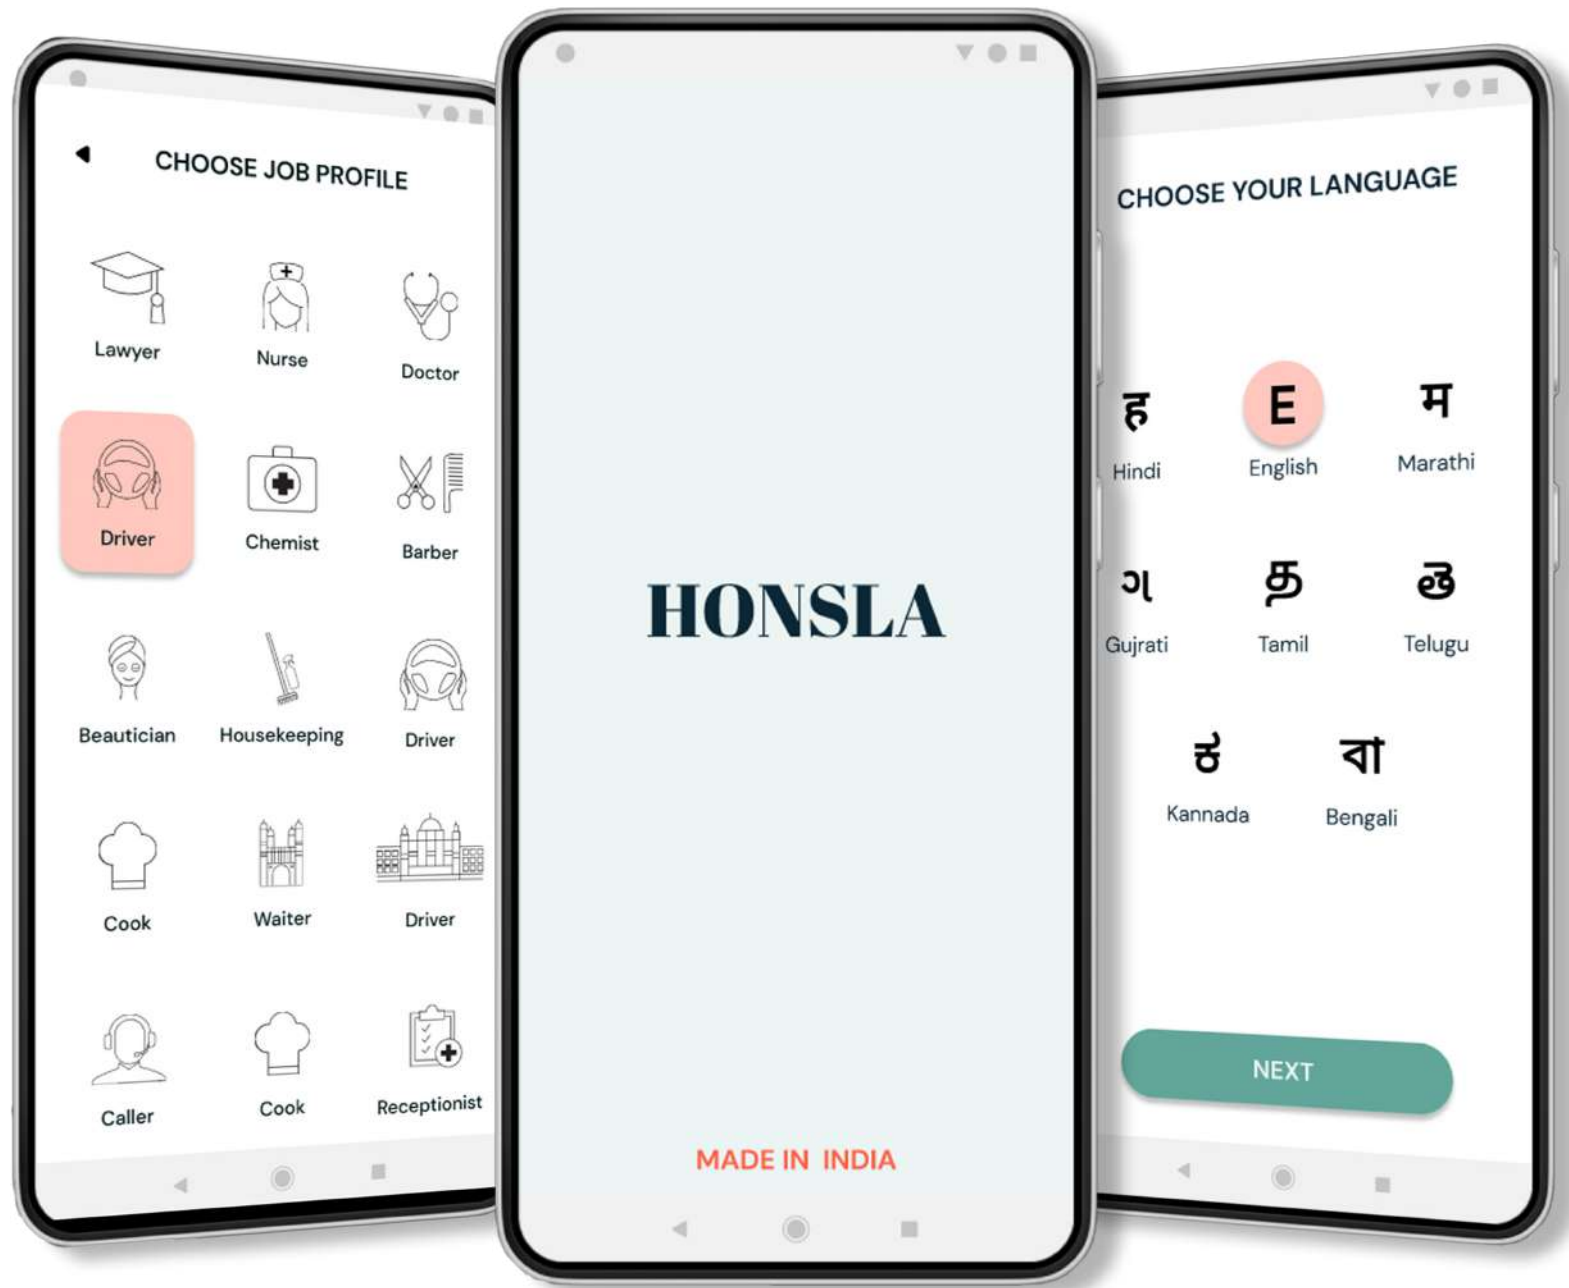 CHOOSE JOB PROFILE
Lawyer
Nurse
Doctor
Driver
Chemist
Barber
Beautician
Housekeeping
Driver
Cook
Waiter
Driver
Caller
Cook
Receptionist
HONSLA
MADE IN INDIA
CHOOSE YOUR LANGUAGE
ह
E
म
Hindi
English
Marathi
ગ
த
తె
Gujrati
Tamil
Telugu
ಕ
বা
Kannada
Bengali
NEXT